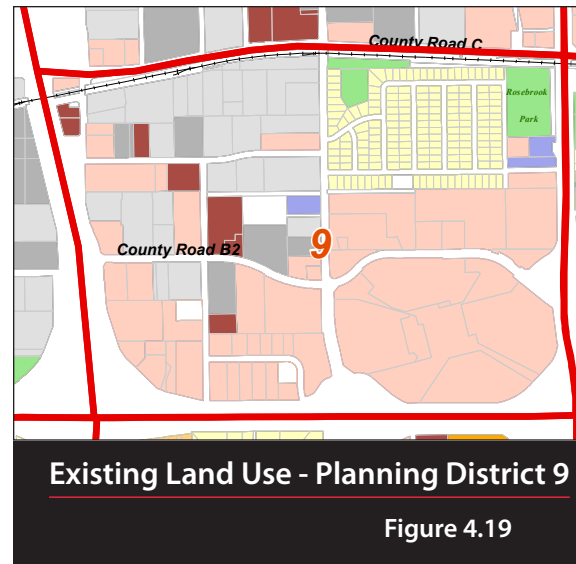 County Road C
Rosebrook
Park
9
County Road B2
Existing Land Use - Planning District 9
Figure 4.19